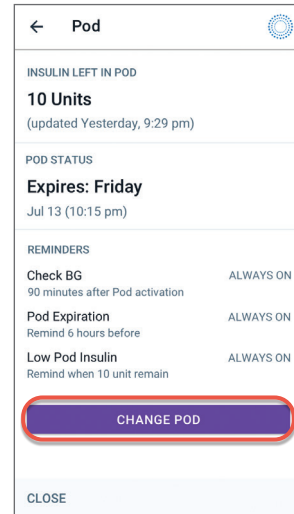 Pod
INSULIN LEFT IN POD
10 Units
(updated Yesterday, 9:29 pm)
POD STATUS
Expires: Friday
Jul 13 (10:15 pm)
REMINDERS
Check BG ALWAYS ON
90 minutes after Pod activation
Pod Expiration ALWAYS ON
Remind 6 hours before
Low Pod Insulin ALWAYS ON
Remind when 10 unit remain
CHANGE POD
CLOSE